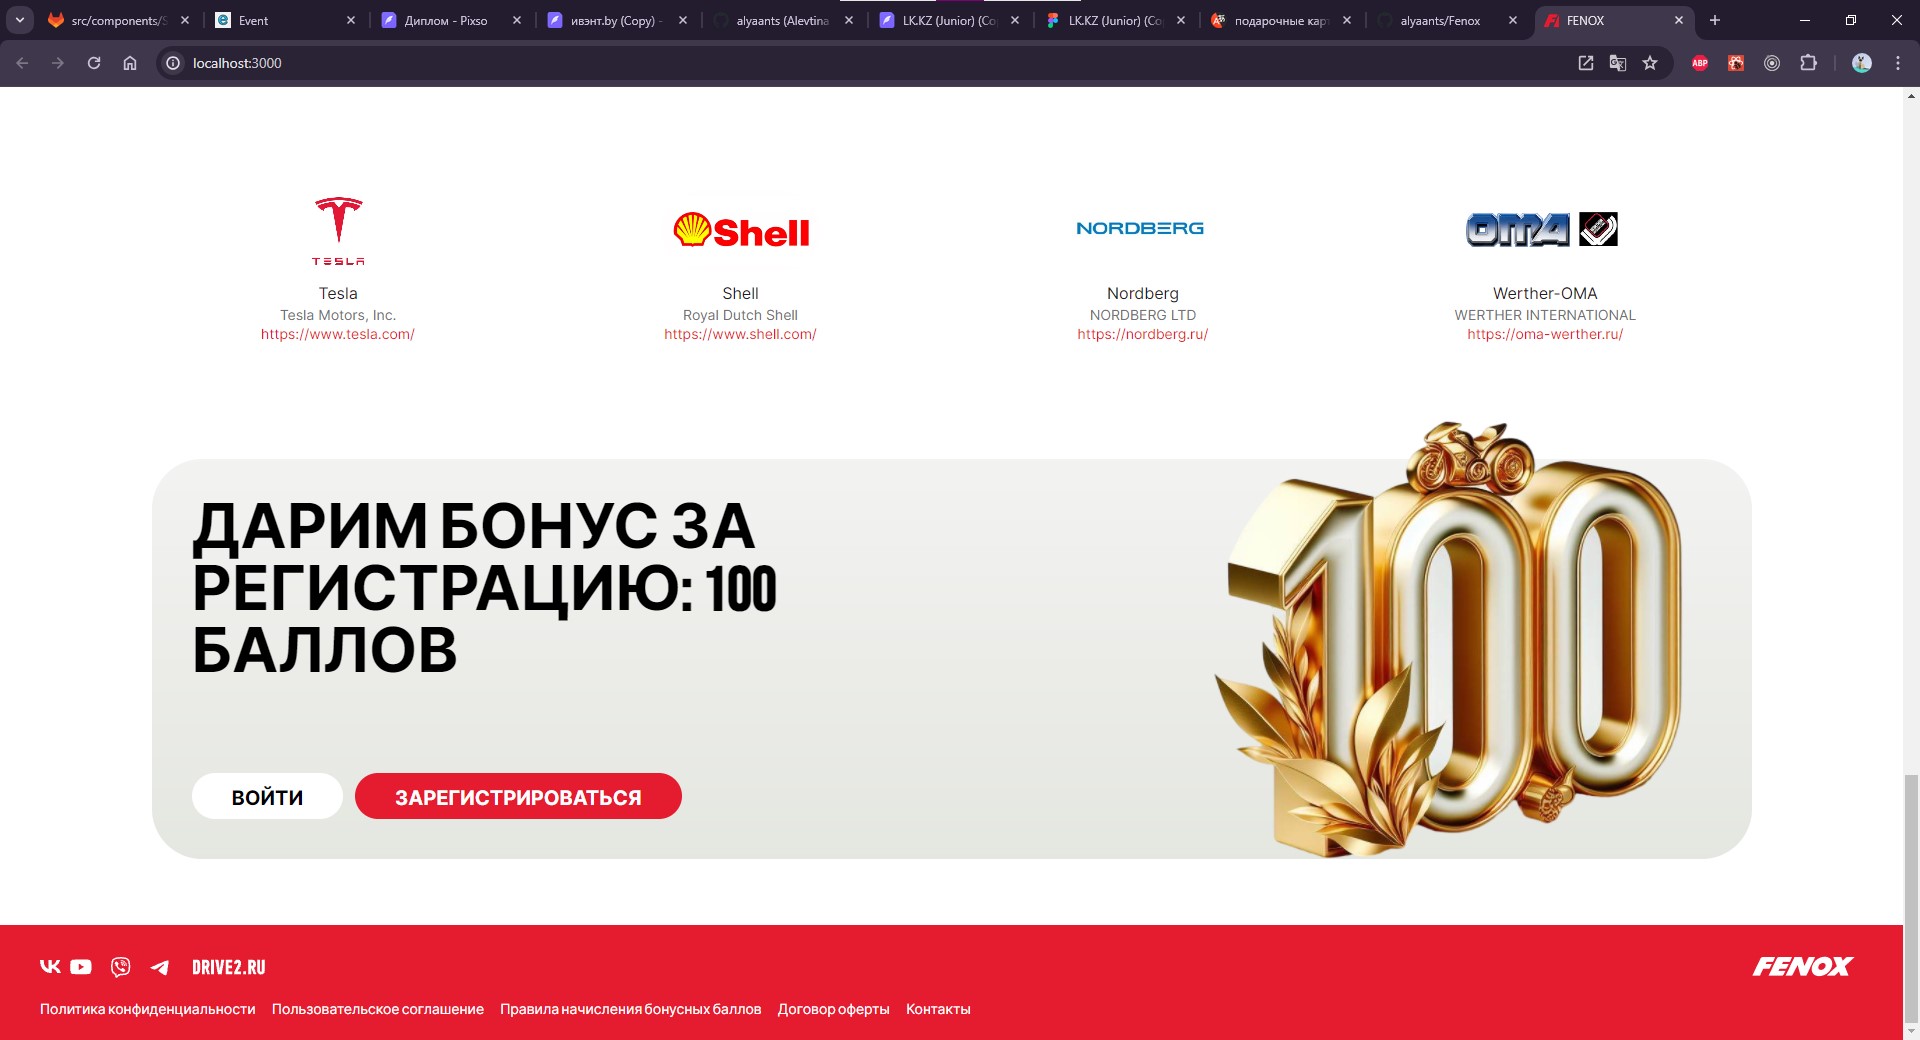 src/components/S
Event
Диплом - Pixso
ивэнт.by (Copy) -
alyaants (Alevtina
LK.KZ (Junior) (Co
LK.KZ (Junior) (Co
подарочные кар
alyaants/Fenox
FENOX
localhost:3000
ABP
TESLA
Shell
NORDBERG
OMA
Tesla
Shell
Nordberg
Werther-OMA
Tesla Motors, Inc.
Royal Dutch Shell
NORDBERG LTD
WERTHER INTERNATIONAL
https://www.tesla.com/
https://www.shell.com/
https://nordberg.ru/
https://oma-werther.ru/
ДАРИМ БОНУС ЗА
РЕГИСТРАЦИЮ: 100
БАЛЛОВ
100
ВОЙТИ
ЗАРЕГИСТРИРОВАТЬСЯ
DRIVE2.RU
FENOX
Политика конфиденциальности
Пользовательское соглашение
Правила начисления бонусных баллов
Договор оферты
Контакты